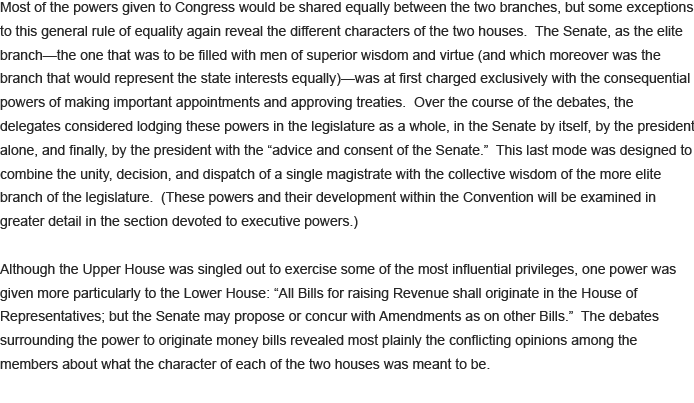 Most of the powers given to Congress would be shared equally between the two branches, but some exceptions
to this general rule of equality again reveal the different characters of the two houses.  The Senate, as the elite
branch—the one that was to be filled with men of superior wisdom and virtue (and which moreover was the
branch that would represent the state interests equally)—was at first charged exclusively with the consequential
powers of making important appointments and approving treaties.  Over the course of the debates, the
delegates considered lodging these powers in the legislature as a whole, in the Senate by itself, by the president
alone, and finally, by the president with the “advice and consent of the Senate.”  This last mode was designed to
combine the unity, decision, and dispatch of a single magistrate with the collective wisdom of the more elite
branch of the legislature.  (These powers and their development within the Convention will be examined in
greater detail in the section devoted to executive powers.)
Although the Upper House was singled out to exercise some of the most influential privileges, one power was
given more particularly to the Lower House: “All Bills for raising Revenue shall originate in the House of
Representatives; but the Senate may propose or concur with Amendments as on other Bills.”  The debates
surrounding the power to originate money bills revealed most plainly the conflicting opinions among the
members about what the character of each of the two houses was meant to be.